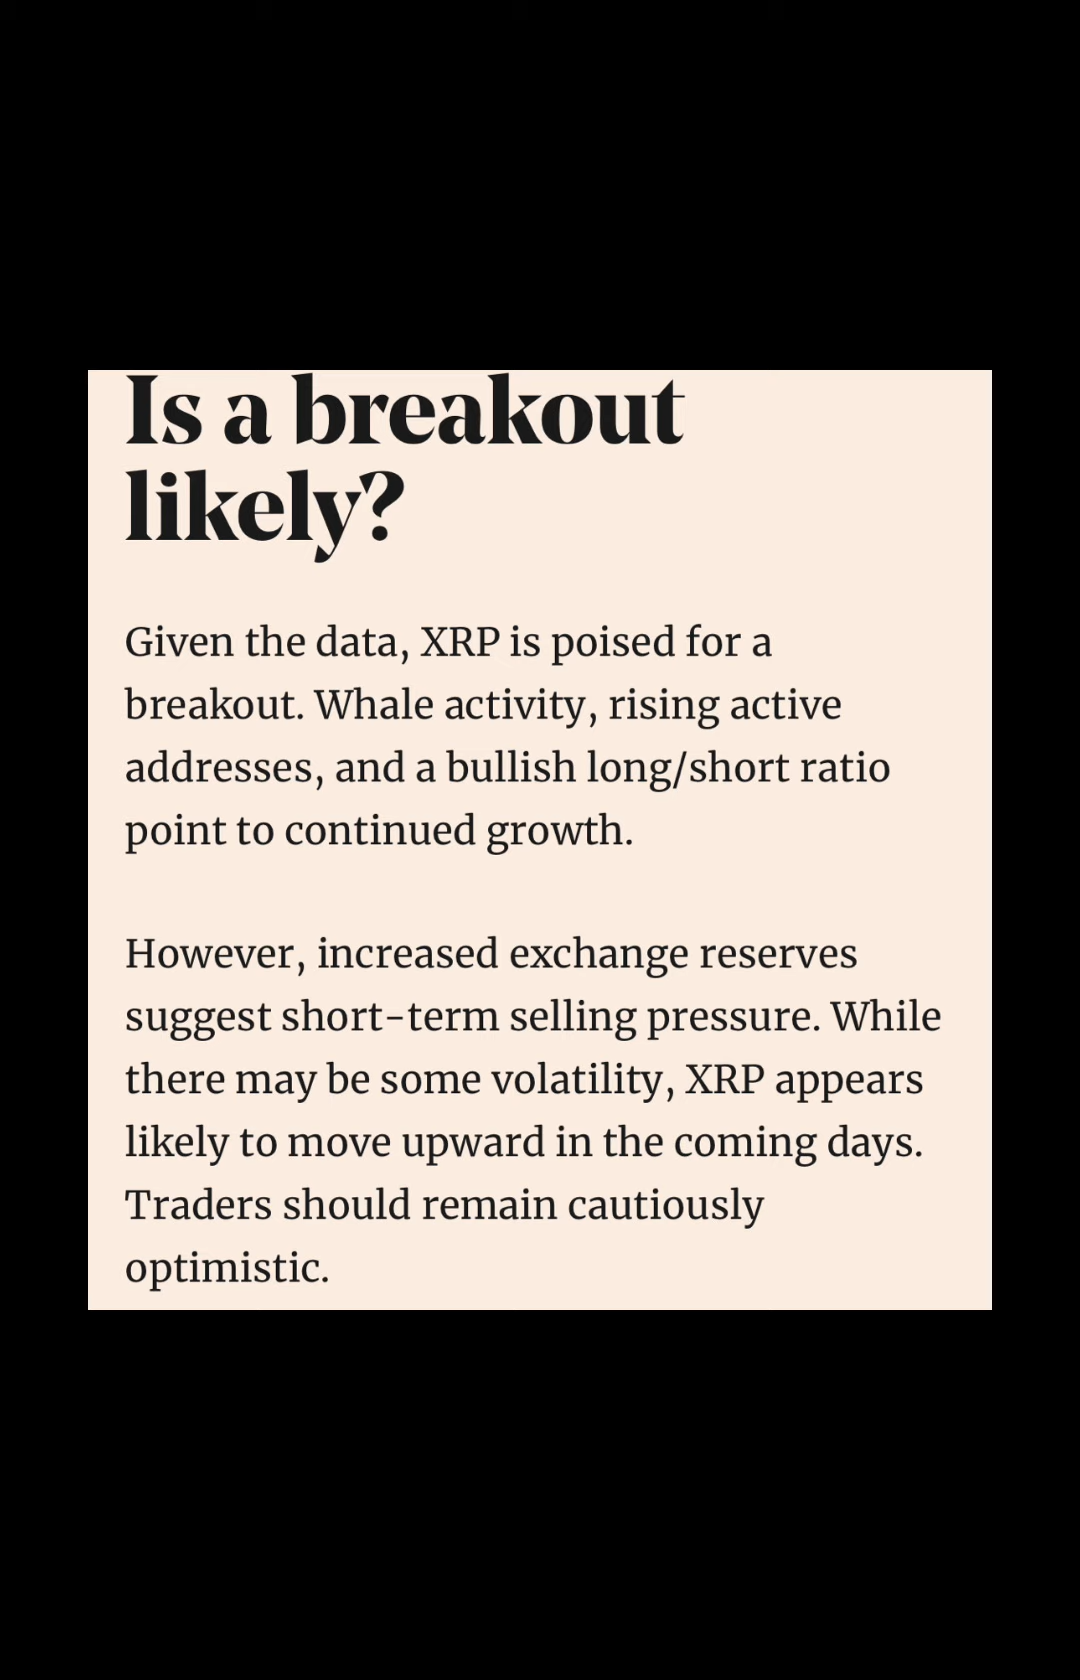 Is a breakout
likely?
Given the data, XRP is poised for a
breakout. Whale activity, rising active
addresses, and a bullish long/short ratio
point to continued growth.
However, increased exchange reserves
suggest short-term selling pressure. While
there may be some volatility, XRP appears
likely to move upward in the coming days.
Traders should remain cautiously
optimistic.